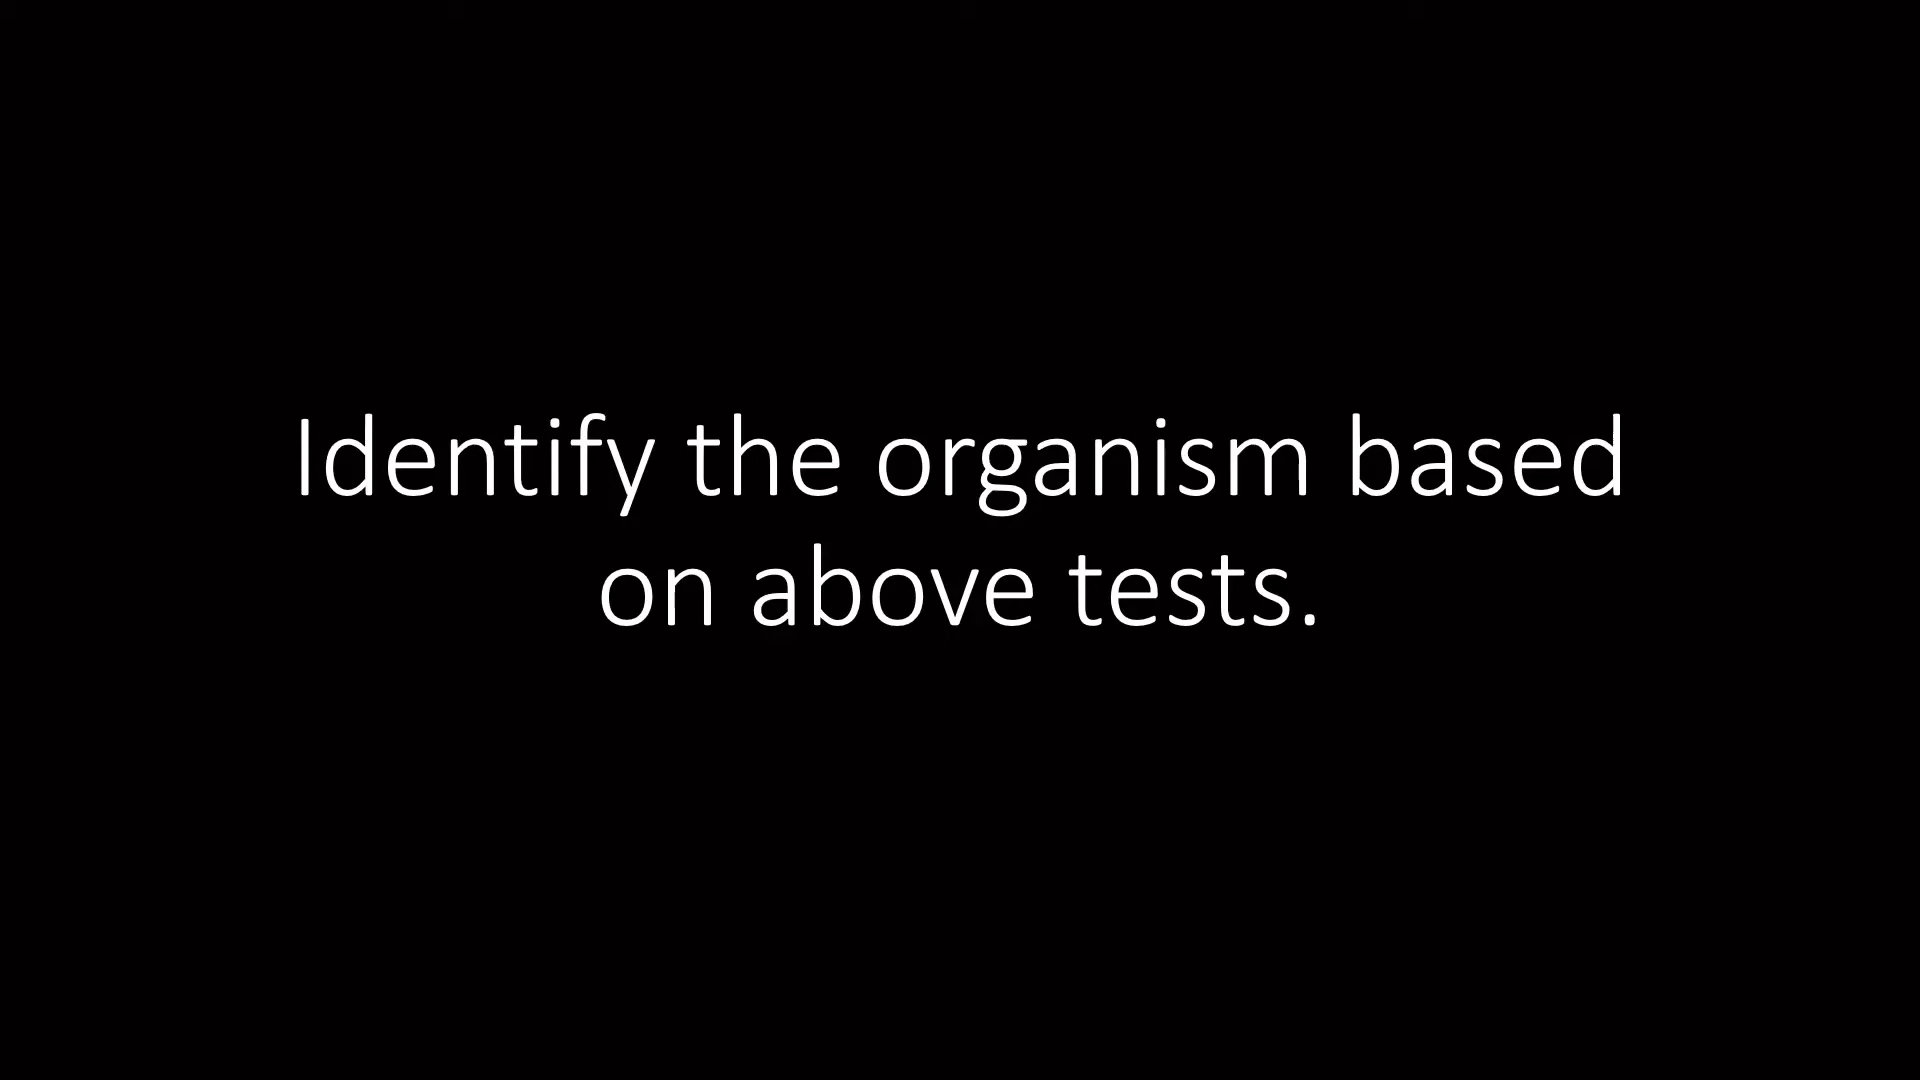 Identify the organism based
on above tests.